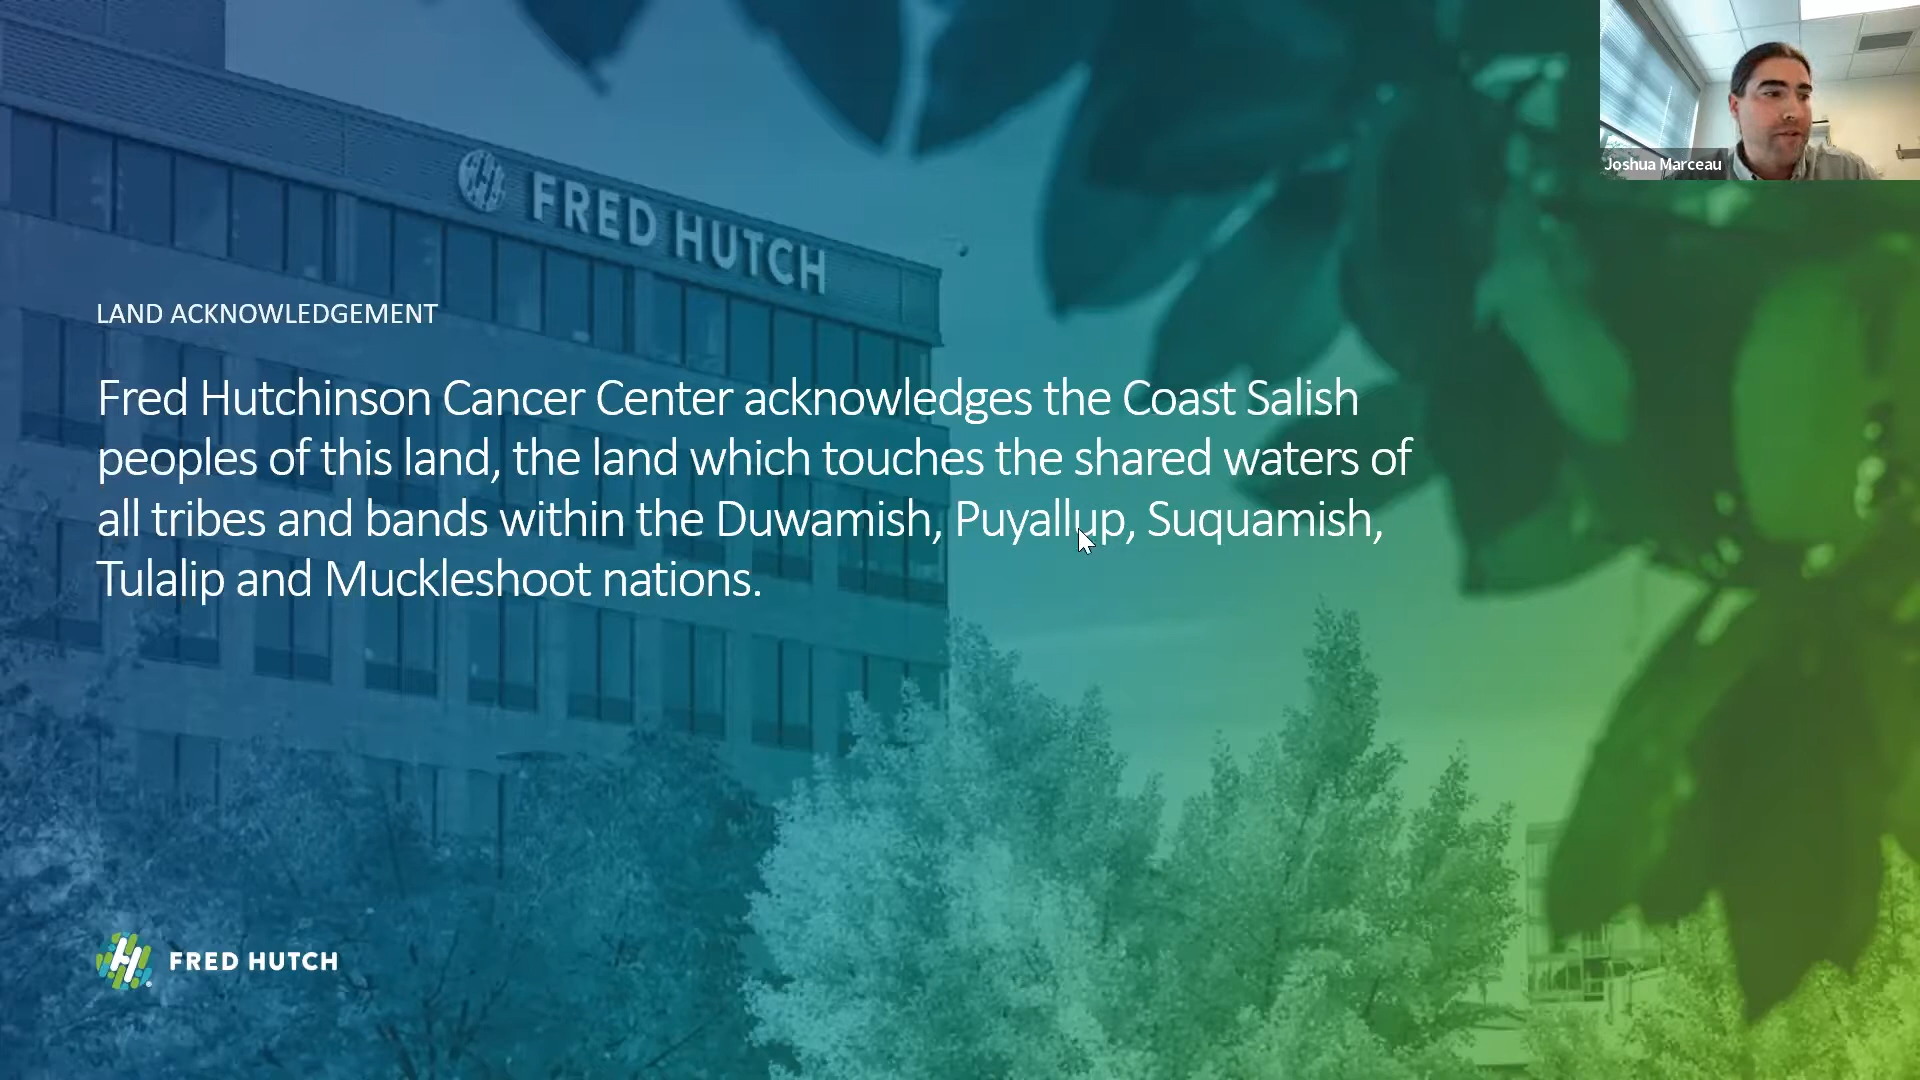 FRED HUTCH
Joshua Marceau
LAND ACKNOWLEDGEMENT
Fred Hutchinson Cancer Center acknowledges the Coast Salish
peoples of this land, the land which touches the shared waters of
all tribes and bands within the Duwamish, Puyallup, Suquamish,
Tulalip and Muckleshoot nations.
FRED HUTCH